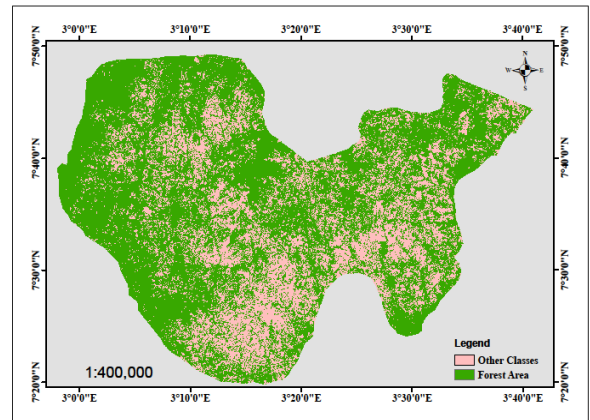 3°0'0"E 3°10'0"E 3°20'0"E 3°30'0"E 3°40'0"E
7°50'0"N 7°50'0"N
N
W E
S
7°40'0"N 7°40'0"N
7°30'0"N 7°30'0"N
Legend
Other Classes
1:400,000 Forest Area
7°20'0"N 7°20'0"N
3°0'0"E 3°10'0"E 3°20'0"E 3°30'0"E 3°40'0"E